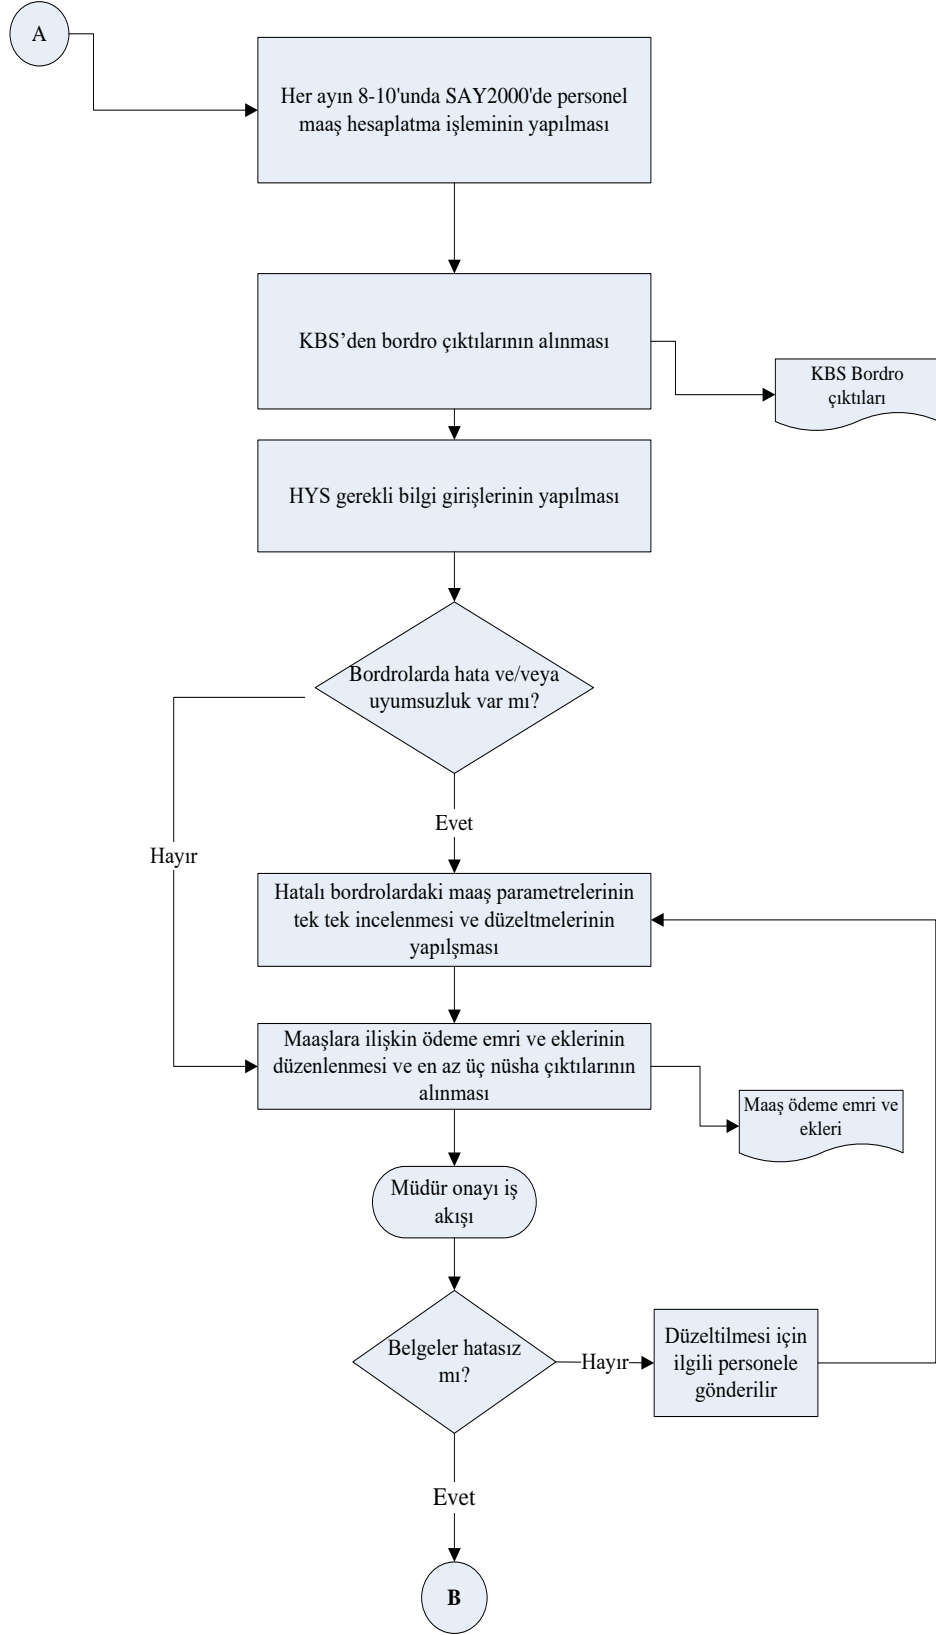 A
Her ayın 8-10'unda SAY2000'de personel
maaş hesaplatma işleminin yapılması
KBS’den bordro çıktılarının alınması
KBS Bordro
çıktıları
HYS gerekli bilgi girişlerinin yapılması
Bordrolarda hata ve/veya
uyumsuzluk var mı?
Evet
Hayır
Hatalı bordrolardaki maaş parametrelerinin
tek tek incelenmesi ve düzeltmelerinin
yapılşması
Maaşlara ilişkin ödeme emri ve eklerinin
düzenlenmesi ve en az üç nüsha çıktılarının
alınması
Maaş ödeme emri ve
ekleri
Müdür onayı iş
akışı
Belgeler hatasız
mı?
Hayır
Düzeltilmesi için
ilgili personele
gönderilir
Evet
B